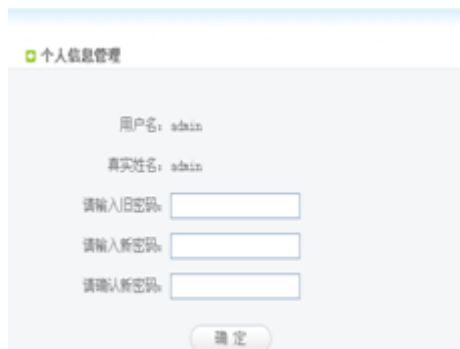 个人信息管理
用户名：admin
真实姓名：admin
请输入旧密码：
请输入新密码：
请确认新密码：
确定